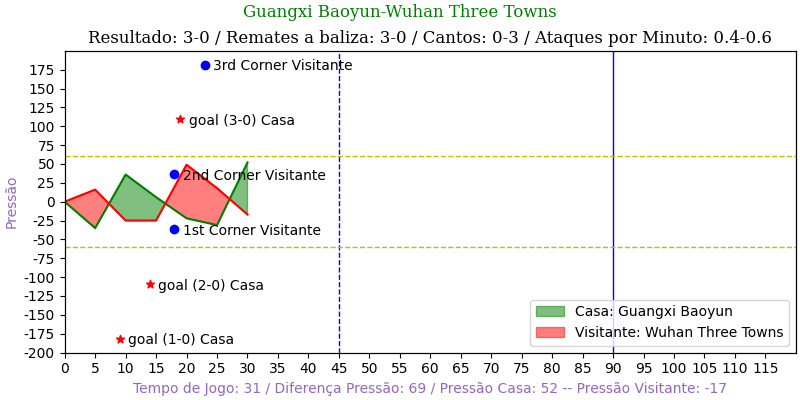 Guangxi Baoyun-Wuhan Three Towns
Resultado: 3-0 / Remates a baliza: 3-0 / Cantos: 0-3 / Ataques por Minuto: 0.4-0.6
175
150
125
100
75
50
25
0
-25
-50
-75
-100
-125
-150
-175
-200
Pressão
3rd Corner Visitante
goal (3-0) Casa
2nd Corner Visitante
1st Corner Visitante
goal (2-0) Casa
goal (1-0) Casa
Casa: Guangxi Baoyun
Visitante: Wuhan Three Towns
0 5 10 15 20 25 30 35 40 45 50 55 60 65 70 75 80 85 90 95 100 105 110 115
Tempo de Jogo: 31 / Diferença Pressão: 69 / Pressão Casa: 52 -- Pressão Visitante: -17